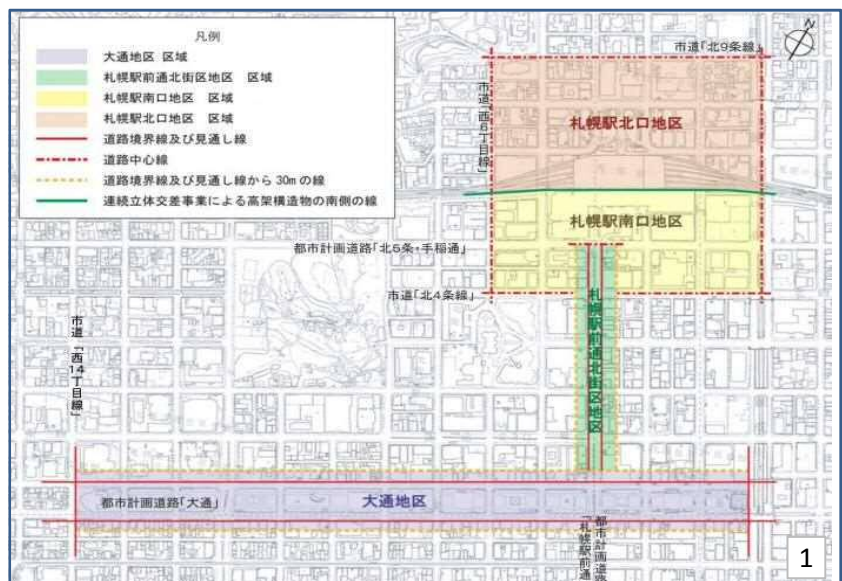 凡例
大通地区 区域
札幌駅前通北街区地区 区域
札幌駅南口地区 区域
札幌駅北口地区 区域
道路境界線及び見通し線
道路中心線
道路境界線及び見通し線から30mの線
連続立体交差事業による高架構造物の南側の線
N
市道「北9条線」
市道「西6丁目線」
札幌駅北口地区
札幌駅南口地区
都市計画道路「北5条・手稲通」
市道「北4条線」
市道「西14丁目線」
札幌駅前通北街区地区
都市計画道路「大通」
大通地区
都市計画道路
「札幌駅前通
1